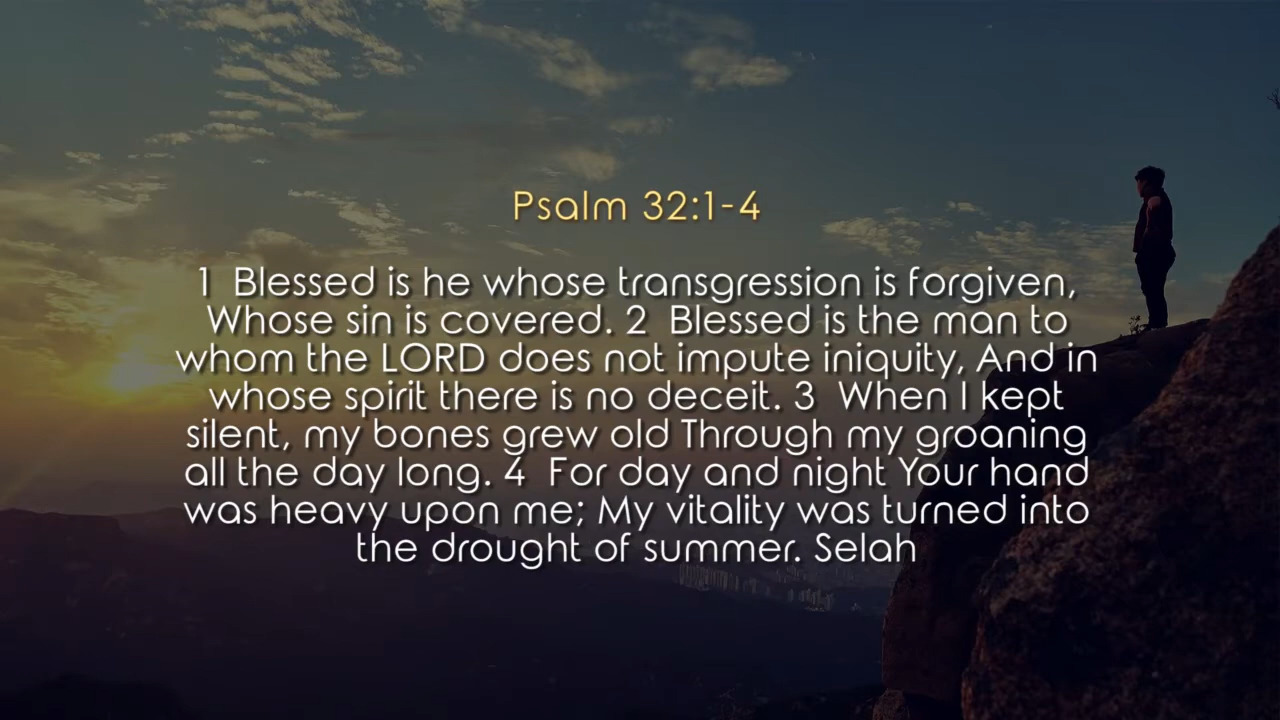 Psalm 32:1-4
1 Blessed is he whose transgression is forgiven,
Whose sin is covered. 2 Blessed is the man to
whom the LORD does not impute iniquity, And in
whose spirit there is no deceit. 3 When I kept
silent, my bones grew old Through my groaning
all the day long. 4 For day and night Your hand
was heavy upon me; My vitality was turned into
the drought of summer. Selah